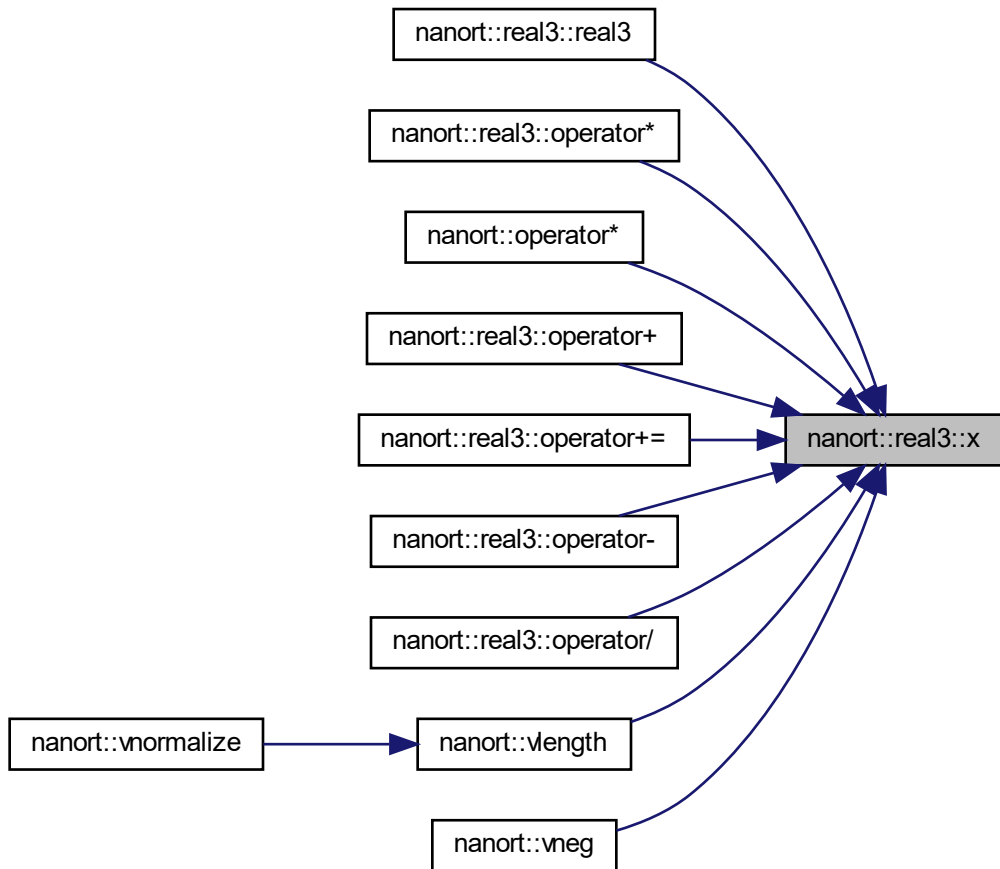 nanort::real3::real3
nanort::real3::operator*
nanort::operator*
nanort::real3::operator+
nanort::real3::operator+=
nanort::real3::x
nanort::real3::operator-
nanort::real3::operator/
nanort::vnormalize
nanort::vlength
nanort::vneg